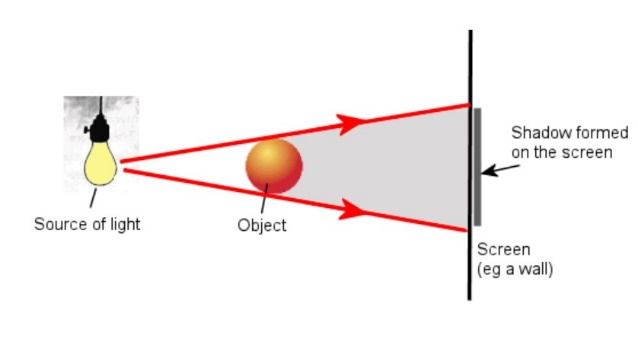 Shadow formed
on the screen
Source of light
Object
Screen
(eg a wall)